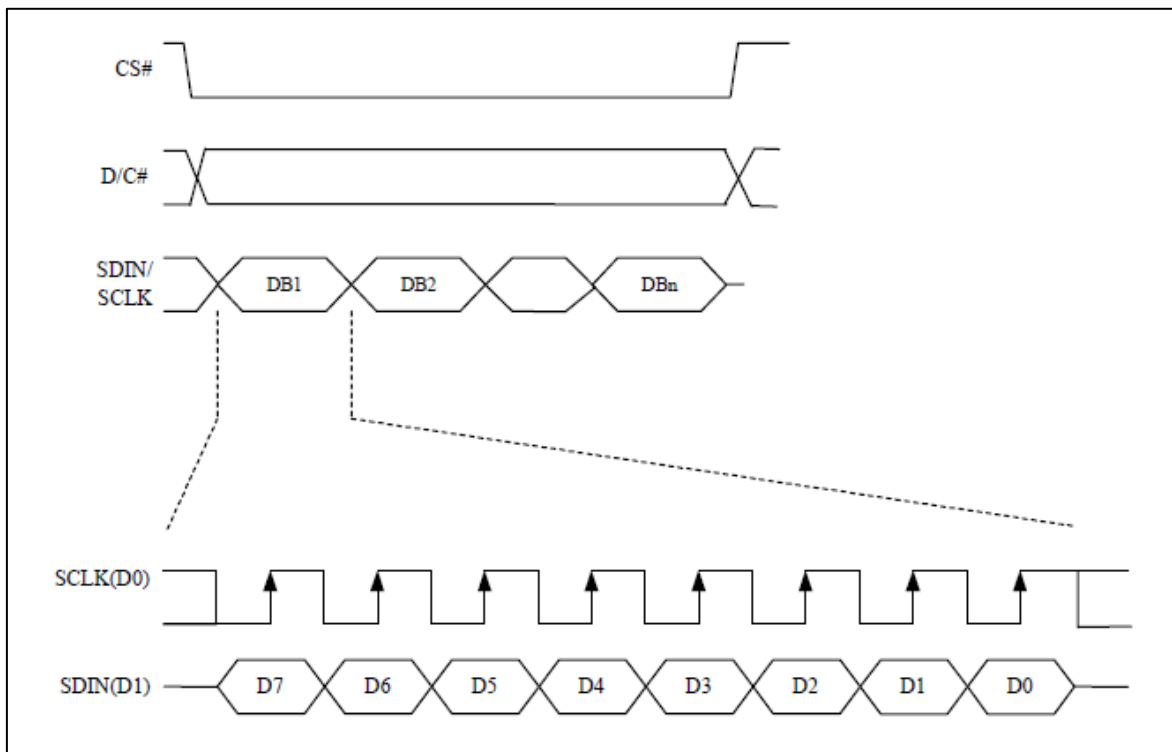 CS#
D/C#
SDIN/
SCLK
DB1 DB2 DBn
SCLK(D0)
SDIN(D1) D7 D6 D5 D4 D3 D2 D1 D0